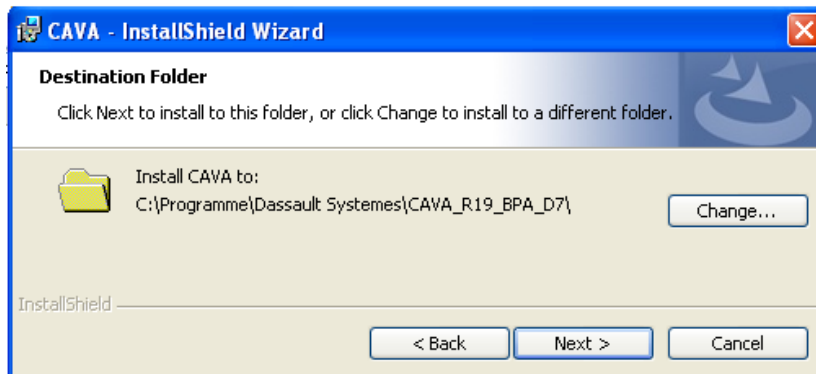 CAVA - InstallShield Wizard
Destination Folder
Click Next to install to this folder, or click Change to install to a different folder.
Install CAVA to:
C:\Programme\Dassault Systemes\CAVA_R19_BPA_D7\
Change...
InstallShield
< Back
Next >
Cancel